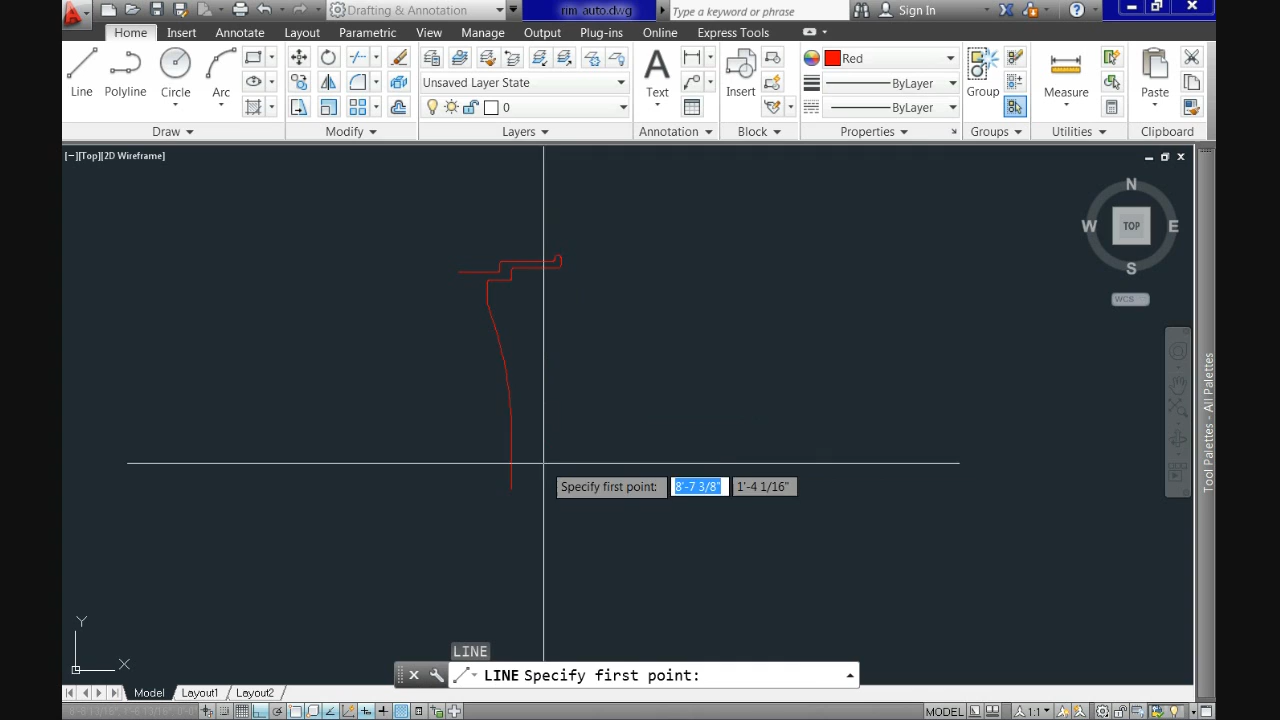 Drafting & Annotation
rim auto.dwg
Type a keyword or phrase
Sign In
Home
Insert
Annotate
Layout
Parametric
View
Manage
Output
Plug-ins
Online
Express Tools
Line
Polyline
Circle
Arc
Unsaved Layer State
0
Text
Insert
Red
ByLayer
ByLayer
Group
Measure
Paste
Draw
Modify
Layers
Annotation
Block
Properties
Groups
Utilities
Clipboard
[−][Top][2D Wireframe]
N
W
TOP
E
S
WCS
Tool Palettes - All Palettes
Specify first point:
8'-7 3/8"
1'-4 1/16"
Y
X
LINE
LINE Specify first point:
Model
Layout1
Layout2
MODEL
1:1